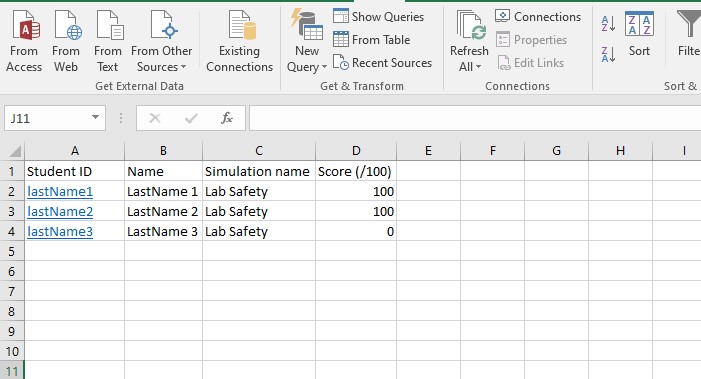 From Access
From Web
From Text
From Other Sources
Existing Connections
Get External Data
New Query
Show Queries
From Table
Recent Sources
Get & Transform
Refresh All
Connections
Properties
Edit Links
Connections
A Z
Z A
Z A
A Z
Sort
Filte
Sort &
J11
fx
A B C D E F G H I
1 Student ID Name Simulation name Score (/100)
2 lastName1 LastName 1 Lab Safety 100
3 lastName2 LastName 2 Lab Safety 100
4 lastName3 LastName 3 Lab Safety 0
5
6
7
8
9
10
11